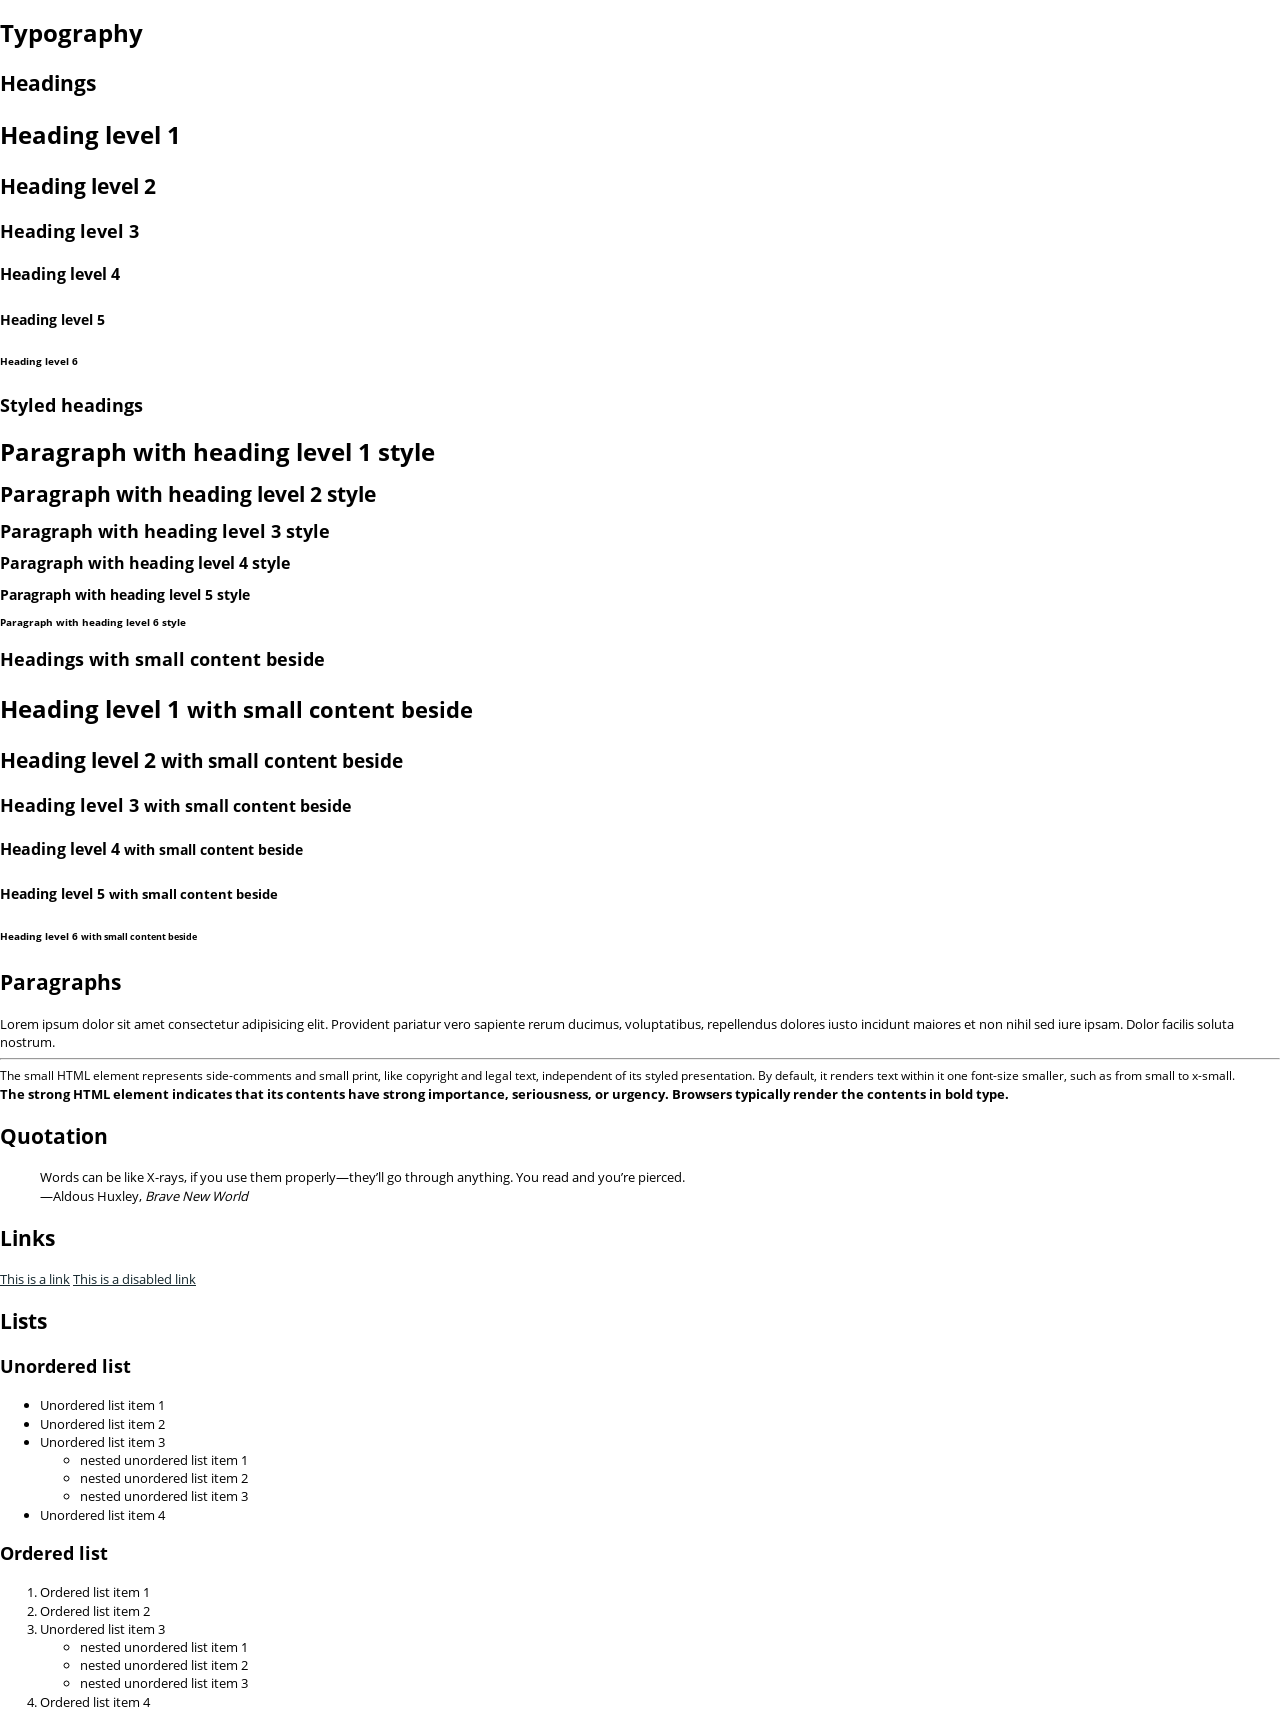 Typography
Headings
Heading level 1
Heading level 2
Heading level 3
Heading level 4
Heading level 5
Heading level 6
Styled headings
Paragraph with heading level 1 style
Paragraph with heading level 2 style
Paragraph with heading level 3 style
Paragraph with heading level 4 style
Paragraph with heading level 5 style
Paragraph with heading level 6 style
Headings with small content beside
Heading level 1 with small content beside
Heading level 2 with small content beside
Heading level 3 with small content beside
Heading level 4 with small content beside
Heading level 5 with small content beside
Heading level 6 with small content beside
Paragraphs
Lorem ipsum dolor sit amet consectetur adipisicing elit. Provident pariatur vero sapiente rerum ducimus, voluptatibus, repellendus dolores iusto incidunt maiores et non nihil sed iure ipsam. Dolor facilis soluta
nostrum.
The small HTML element represents side-comments and small print, like copyright and legal text, independent of its styled presentation. By default, it renders text within it one font-size smaller, such as from small to x-small.
The strong HTML element indicates that its contents have strong importance, seriousness, or urgency. Browsers typically render the contents in bold type.
Quotation
Words can be like X-rays, if you use them properly—they’ll go through anything. You read and you’re pierced.
—Aldous Huxley, Brave New World
Links
This is a link This is a disabled link
Lists
Unordered list
• Unordered list item 1
• Unordered list item 2
• Unordered list item 3
◦ nested unordered list item 1
◦ nested unordered list item 2
◦ nested unordered list item 3
• Unordered list item 4
Ordered list
1. Ordered list item 1
2. Ordered list item 2
3. Unordered list item 3
◦ nested unordered list item 1
◦ nested unordered list item 2
◦ nested unordered list item 3
4. Ordered list item 4